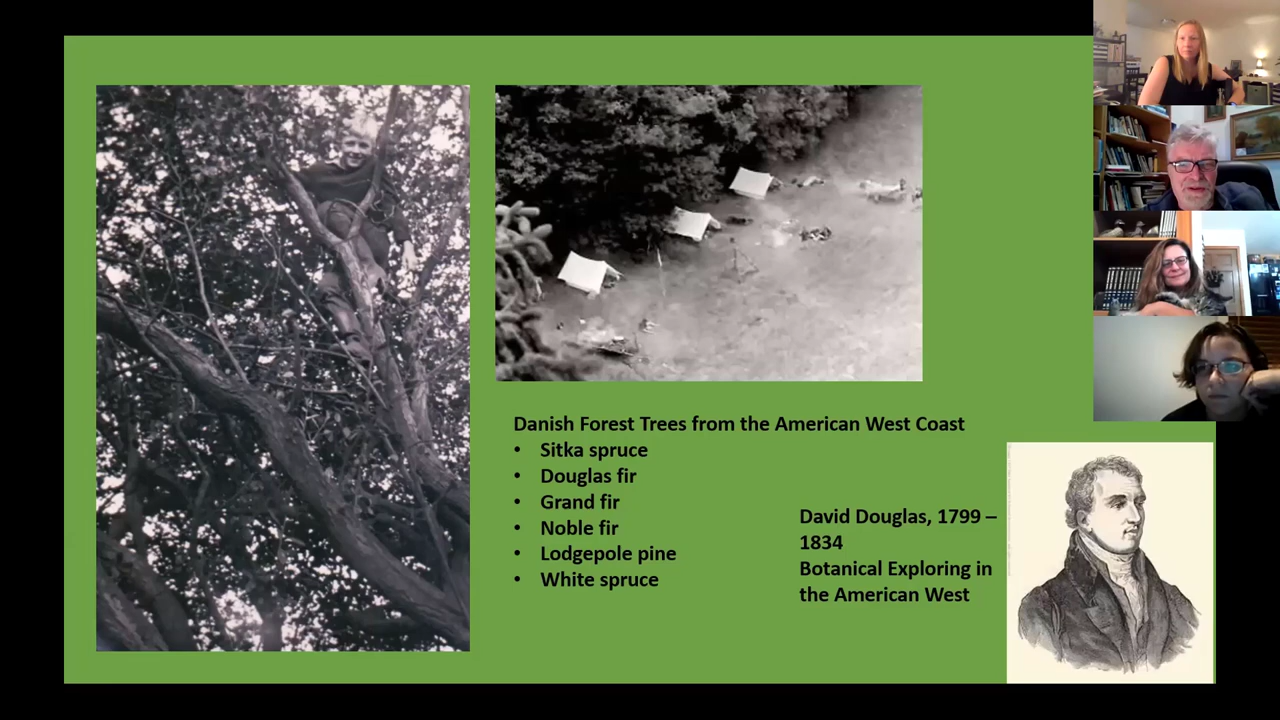 Danish Forest Trees from the American West Coast
• Sitka spruce
• Douglas fir
• Grand fir
• Noble fir
• Lodgepole pine
• White spruce
David Douglas, 1799 –
1834
Botanical Exploring in
the American West